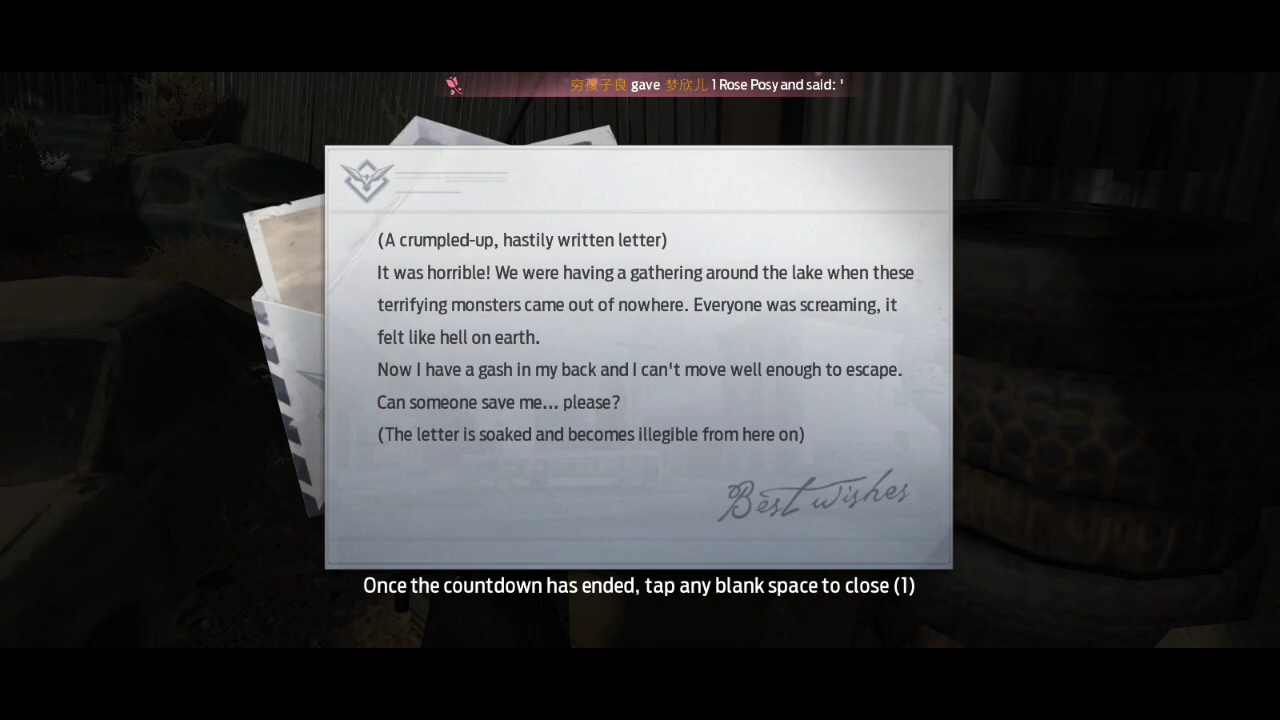 穷孩子良 gave 梦欣儿 1 Rose Posy and said: '
(A crumpled-up, hastily written letter)
It was horrible! We were having a gathering around the lake when these
terrifying monsters came out of nowhere. Everyone was screaming, it
felt like hell on earth.
Now I have a gash in my back and I can't move well enough to escape.
Can someone save me... please?
(The letter is soaked and becomes illegible from here on)
Best wishes
Once the countdown has ended, tap any blank space to close (1)